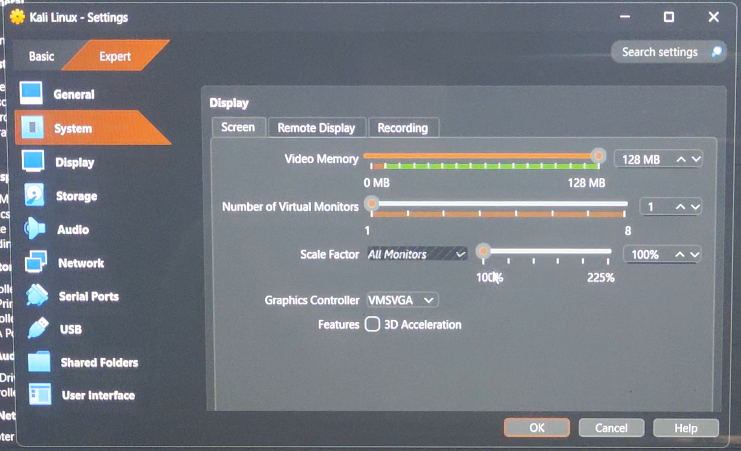 Kali Linux - Settings
Basic
Expert
Search settings
General
System
Display
Storage
Audio
Network
Serial Ports
USB
Shared Folders
User Interface
Display
Screen
Remote Display
Recording
Video Memory
128 MB
0 MB
128 MB
Number of Virtual Monitors
1
1
8
Scale Factor
All Monitors
100%
100%
225%
Graphics Controller
VMSVGA
Features
3D Acceleration
OK
Cancel
Help